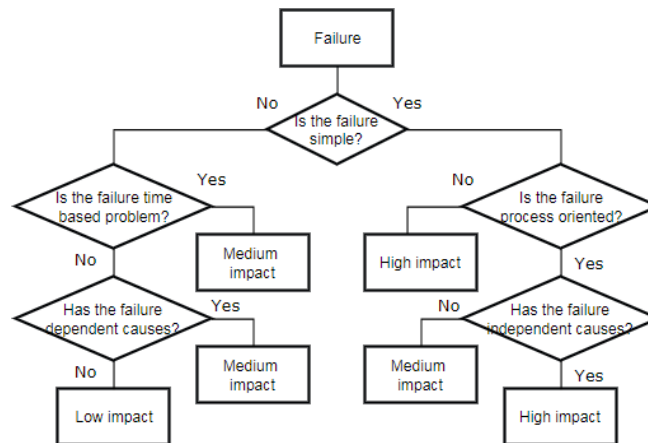 Failure
No
Yes
Is the failure
simple?
Is the failure time
based problem?
Yes
No
Is the failure
process oriented?
Medium
impact
High impact
No
Yes
Has the failure
dependent causes?
Yes
No
Has the failure
independent causes?
Medium
impact
Medium
impact
No
Yes
Low impact
High impact